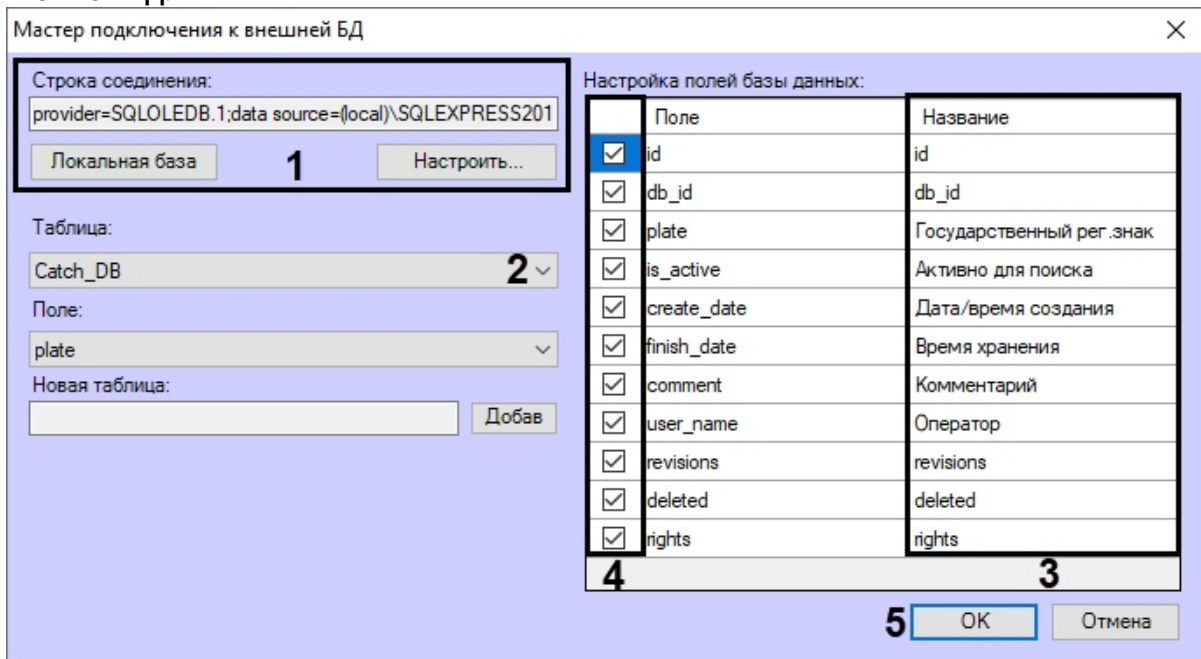 Мастер подключения к внешней БД
Строка соединения:
provider=SQLOLEDB.1;data source=(local)\SQLEXPRESS201
Локальная база 1 Настроить...
Таблица:
Catch_DB 2
Поле:
plate
Новая таблица:
Добав
Настройка полей базы данных:
Поле Название
id id
db_id db_id
plate Государственный рег.знак
is_active Активно для поиска
create_date Дата/время создания
finish_date Время хранения
comment Комментарий
user_name Оператор
revisions revisions
deleted deleted
rights rights
4 3
5 OK Отмена